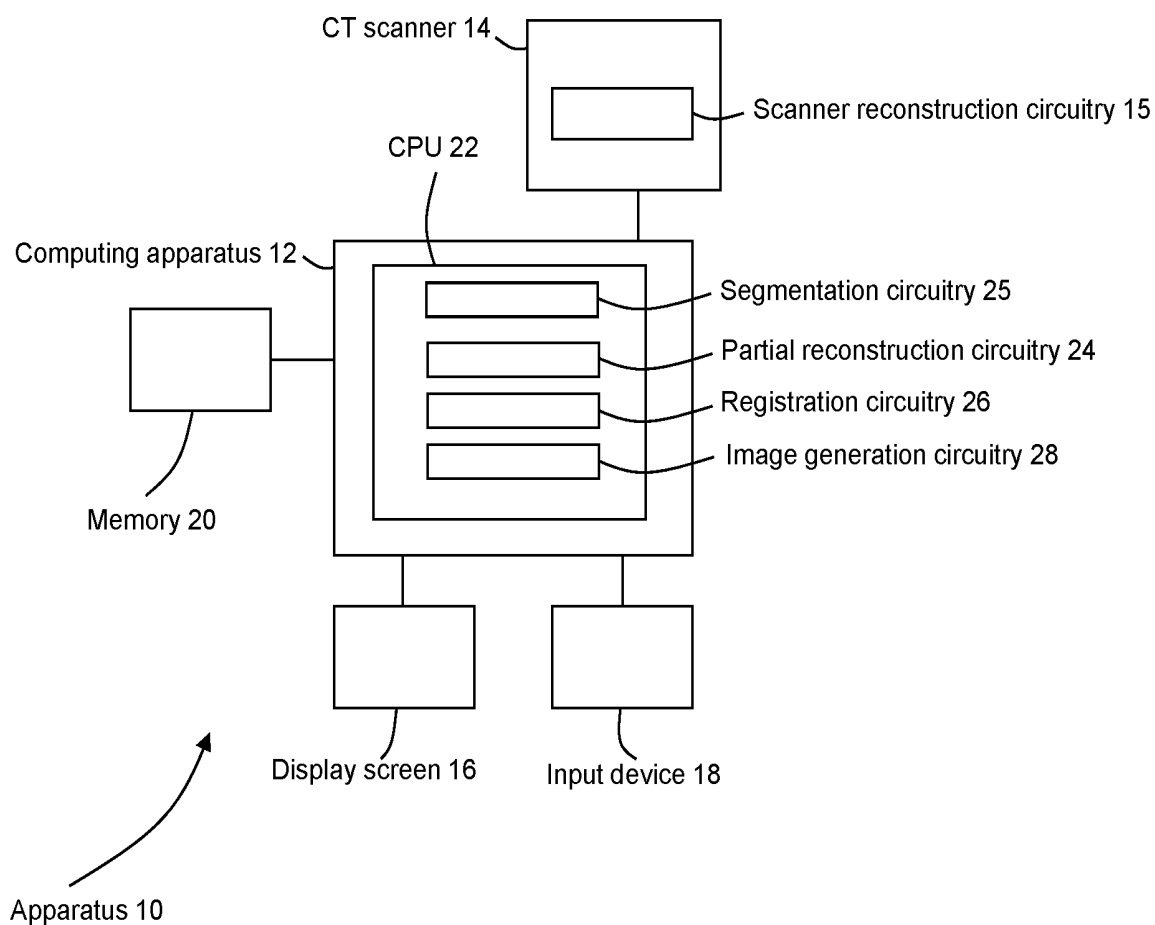 CT scanner 14
Scanner reconstruction circuitry 15
CPU 22
Computing apparatus 12
Segmentation circuitry 25
Partial reconstruction circuitry 24
Registration circuitry 26
Image generation circuitry 28
Memory 20
Display screen 16
Input device 18
Apparatus 10